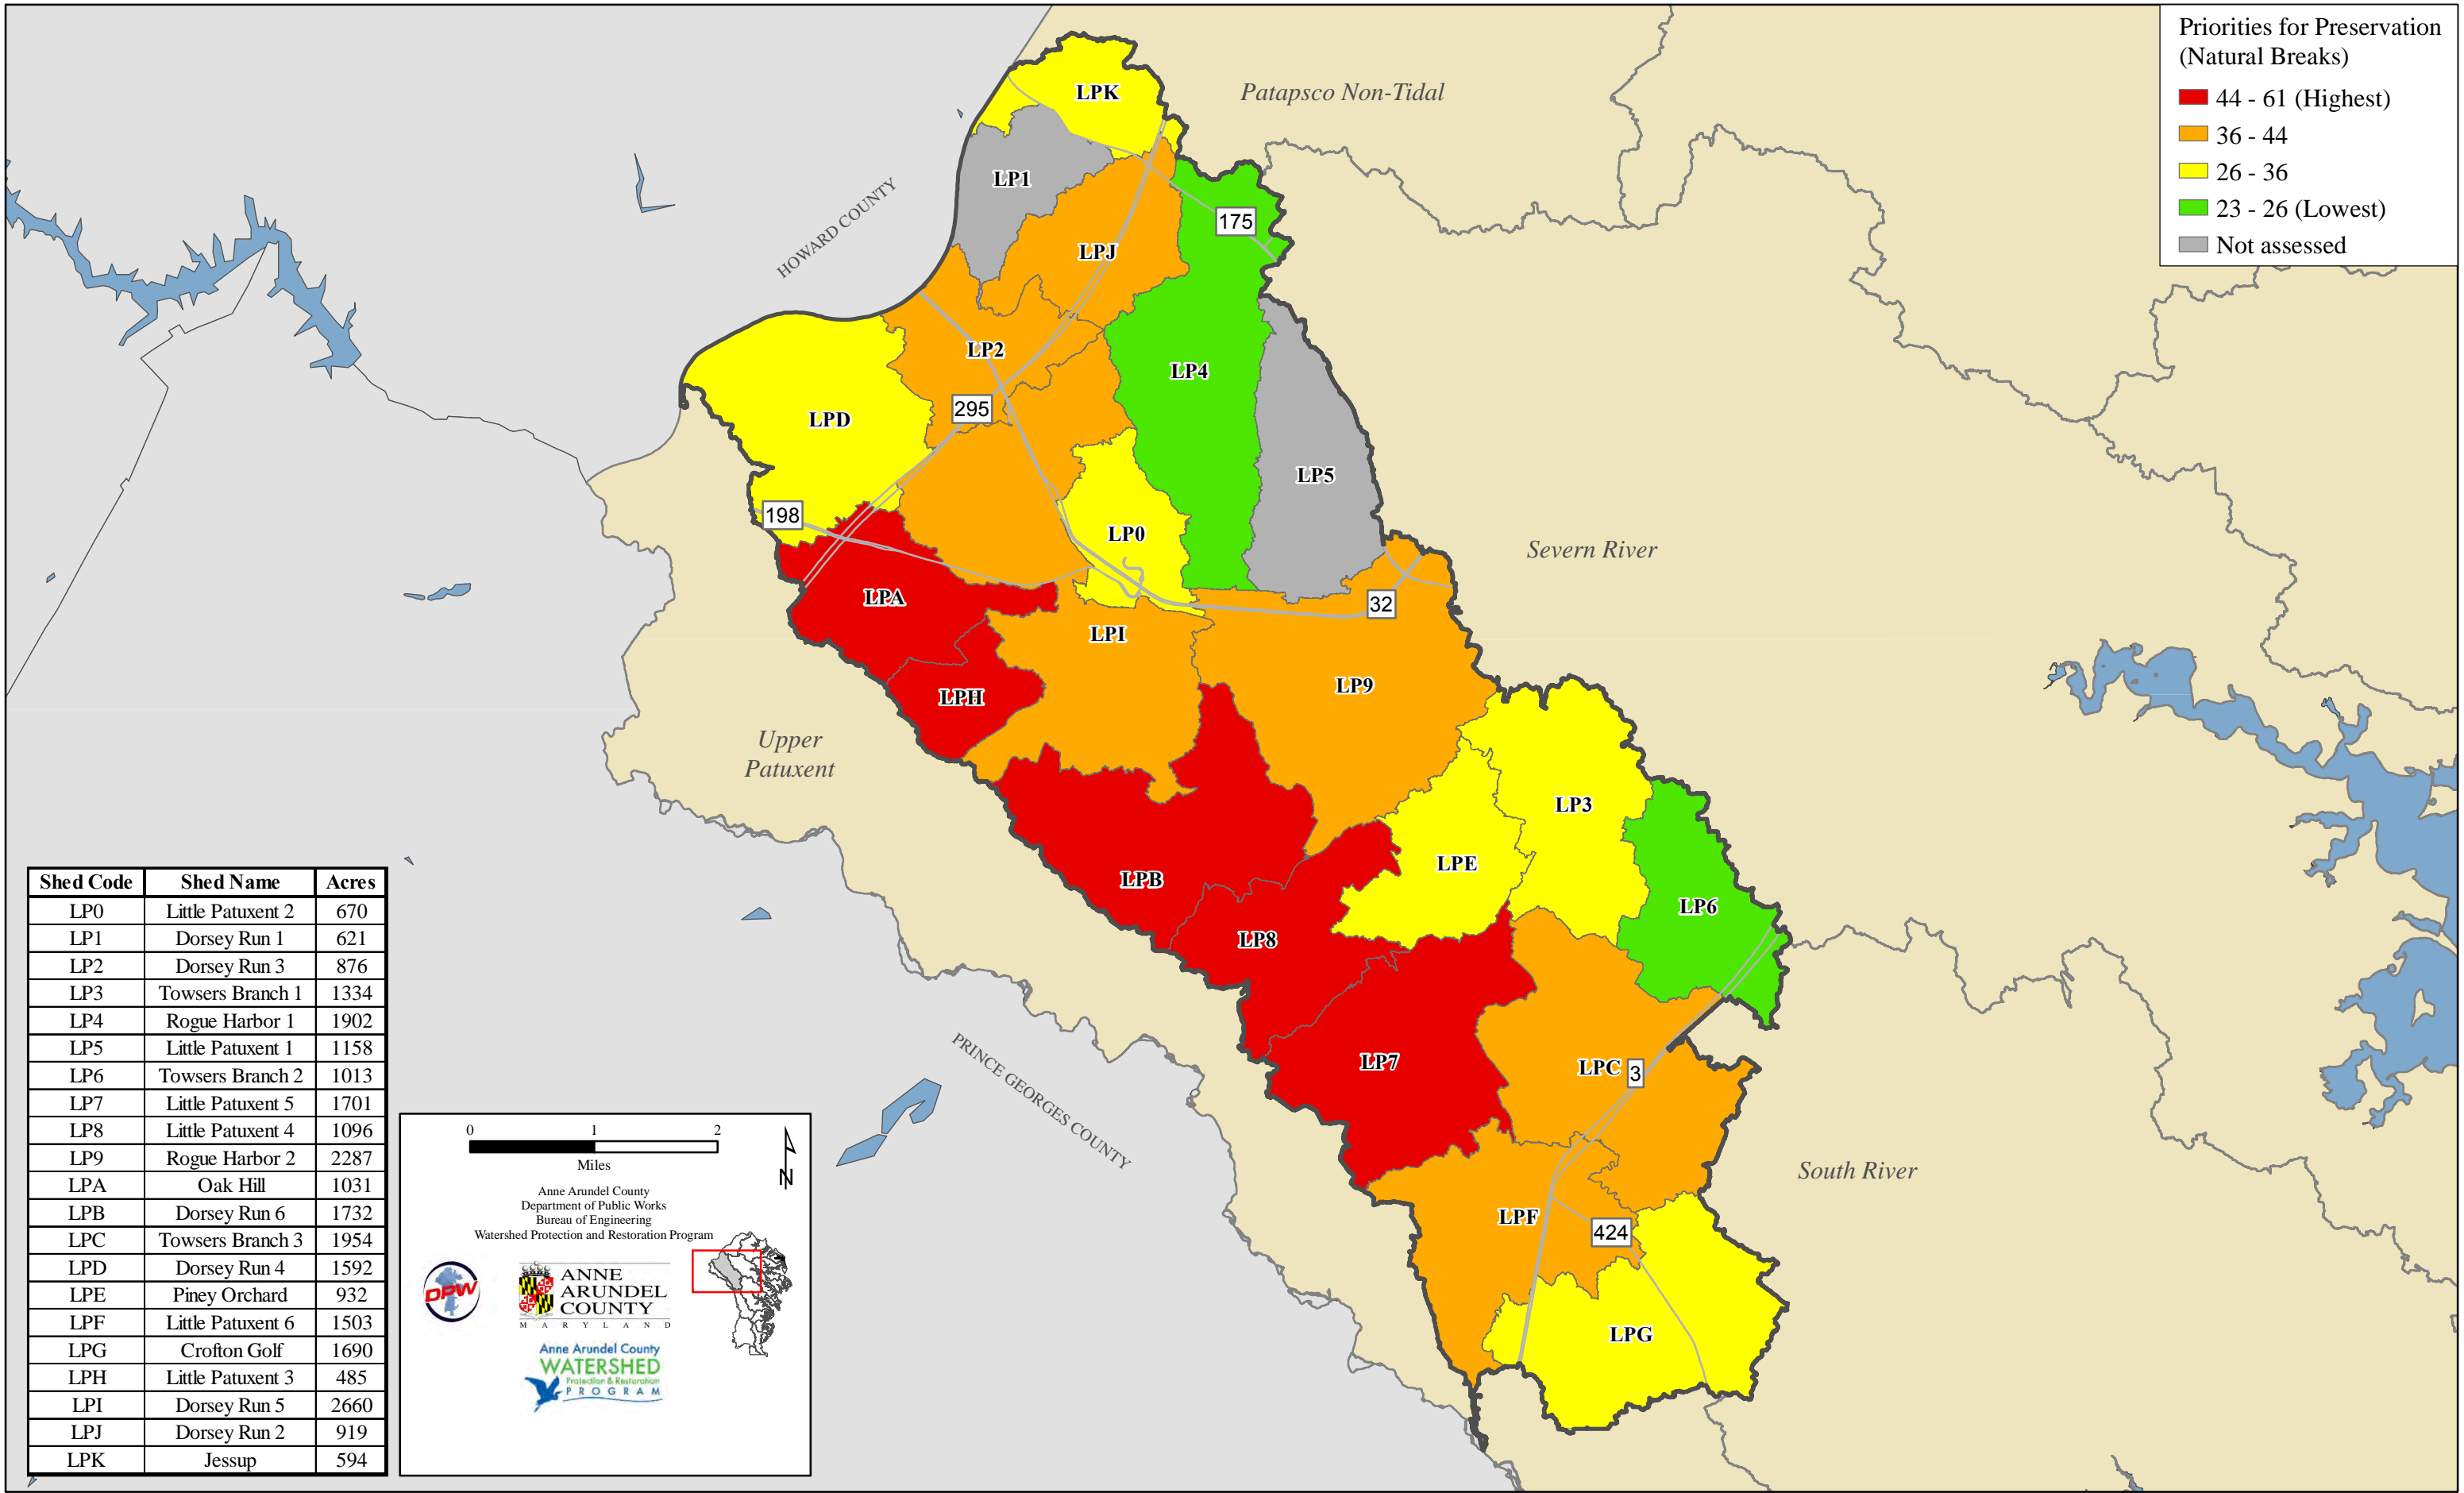 Priorities for Preservation
(Natural Breaks)
44 - 61 (Highest)
36 - 44
26 - 36
23 - 26 (Lowest)
Not assessed
Patapsco Non-Tidal
HOWARD COUNTY
Severn River
Upper
Patuxent
PRINCE GEORGES COUNTY
South River
LPK
LP1
175
LPJ
LP2
LP4
295
LPD
LP5
198
LP0
LPA
32
LPI
LP9
LPH
LP3
LPE
LPB
LP6
LP8
LP7
LPC
3
LPF
424
LPG
Shed Code Shed Name Acres
LP0 Little Patuxent 2 670
LP1 Dorsey Run 1 621
LP2 Dorsey Run 3 876
LP3 Towsers Branch 1 1334
LP4 Rogue Harbor 1 1902
LP5 Little Patuxent 1 1158
LP6 Towsers Branch 2 1013
LP7 Little Patuxent 5 1701
LP8 Little Patuxent 4 1096
LP9 Rogue Harbor 2 2287
LPA Oak Hill 1031
LPB Dorsey Run 6 1732
LPC Towsers Branch 3 1954
LPD Dorsey Run 4 1592
LPE Piney Orchard 932
LPF Little Patuxent 6 1503
LPG Crofton Golf 1690
LPH Little Patuxent 3 485
LPI Dorsey Run 5 2660
LPJ Dorsey Run 2 919
LPK Jessup 594
0 1 2
Miles
N
Anne Arundel County
Department of Public Works
Bureau of Engineering
Watershed Protection and Restoration Program
DPW
ANNE
ARUNDEL
COUNTY
MARYLAND
Anne Arundel County
WATERSHED
Protection & Restoration
PROGRAM